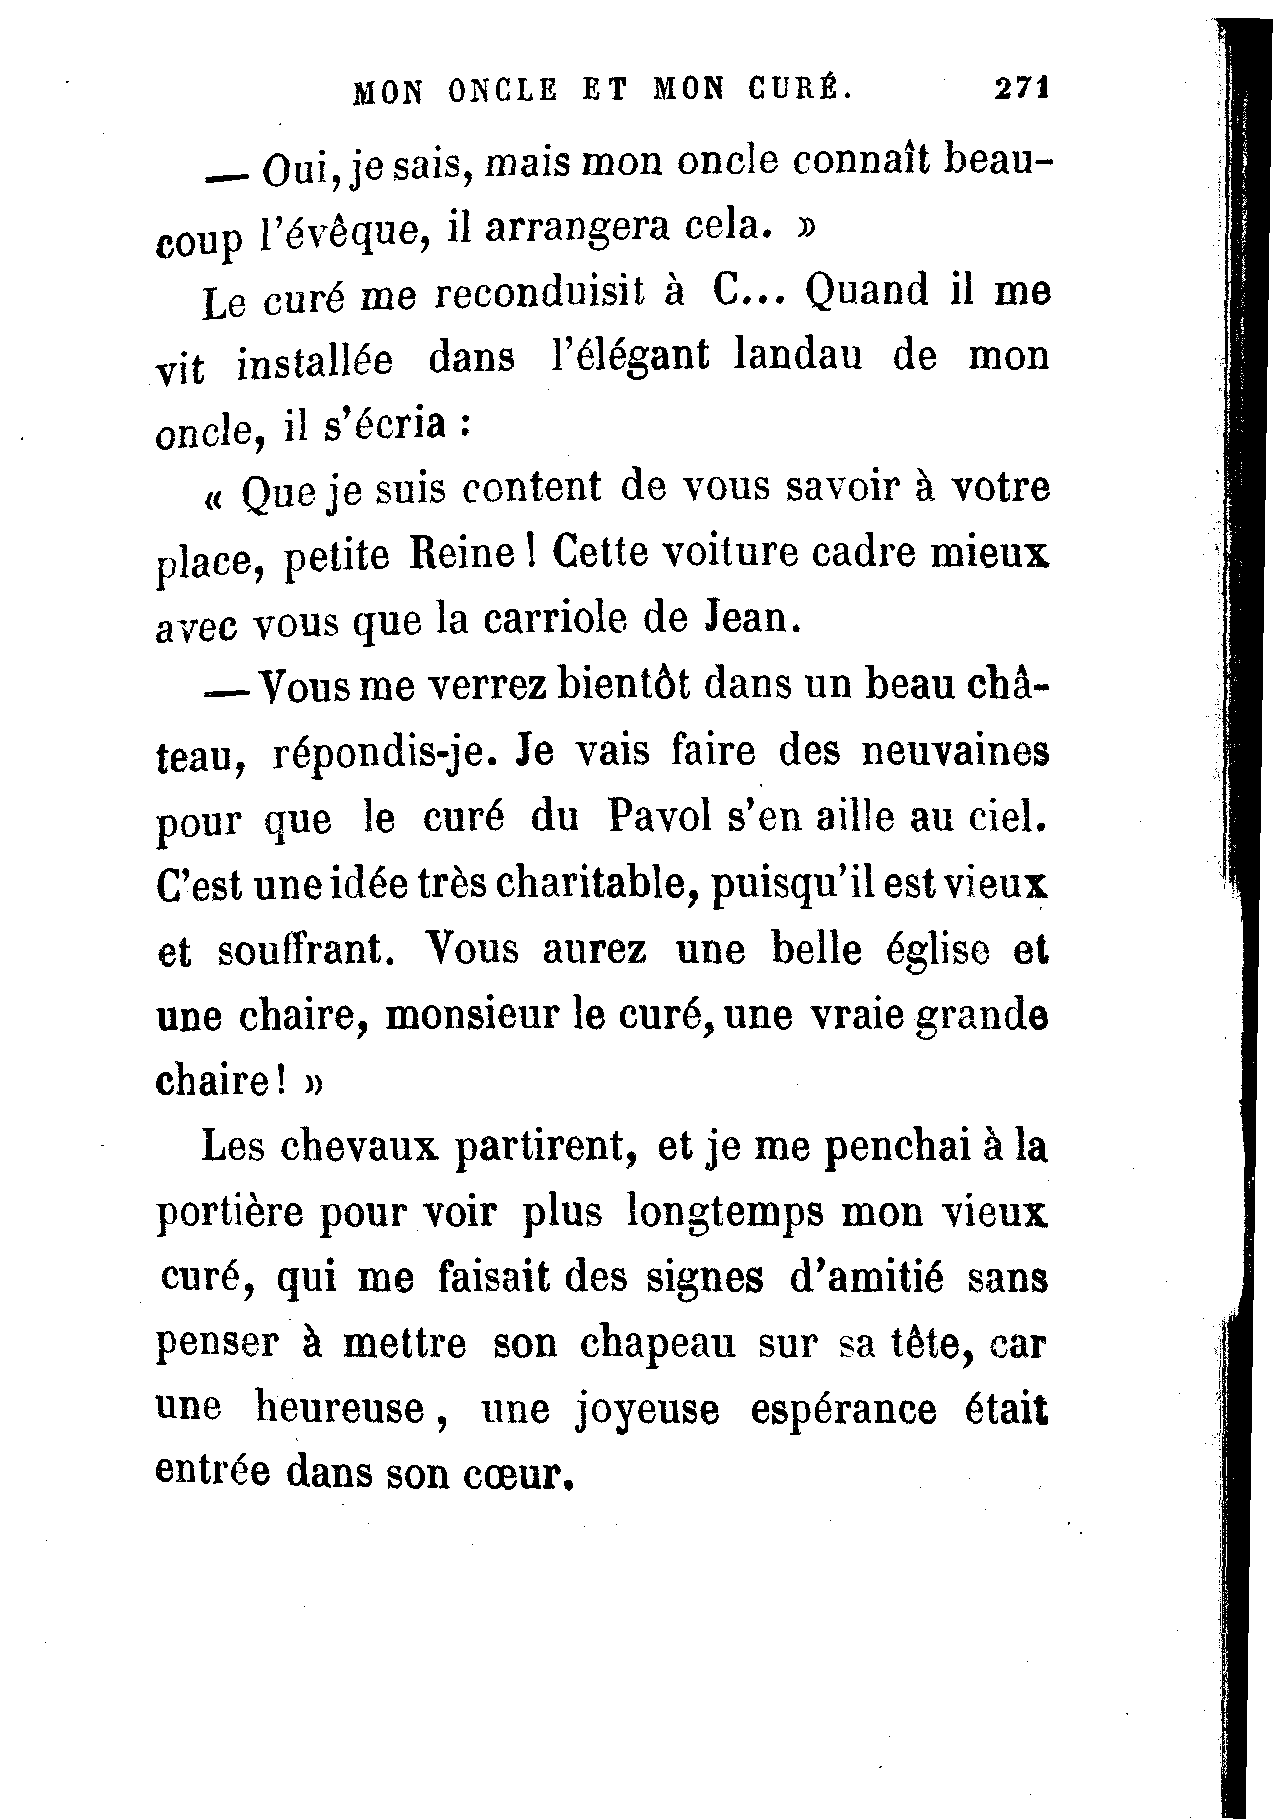 MON ONCLE ET MON CURÉ. 271
— Oui, je sais, mais mon oncle connaît beau-
coup l'évêque, il arrangera cela. »
Le curé me reconduisit à C... Quand il me
vit installée dans l'élégant landau de mon
oncle, il s'écria :
« Que je suis content de vous savoir à votre
place, petite Reine ! Cette voiture cadre mieux
avec vous que la carriole de Jean.
— Vous me verrez bientôt dans un beau châ-
teau, répondis-je. Je vais faire des neuvaines
pour que le curé du Pavol s'en aille au ciel.
C'est une idée très charitable, puisqu'il est vieux
et souffrant. Vous aurez une belle église et
une chaire, monsieur le curé, une vraie grande
chaire ! »
Les chevaux partirent, et je me penchai à la
portière pour voir plus longtemps mon vieux
curé, qui me faisait des signes d'amitié sans
penser à mettre son chapeau sur sa tête, car
une heureuse, une joyeuse espérance était
entrée dans son cœur.